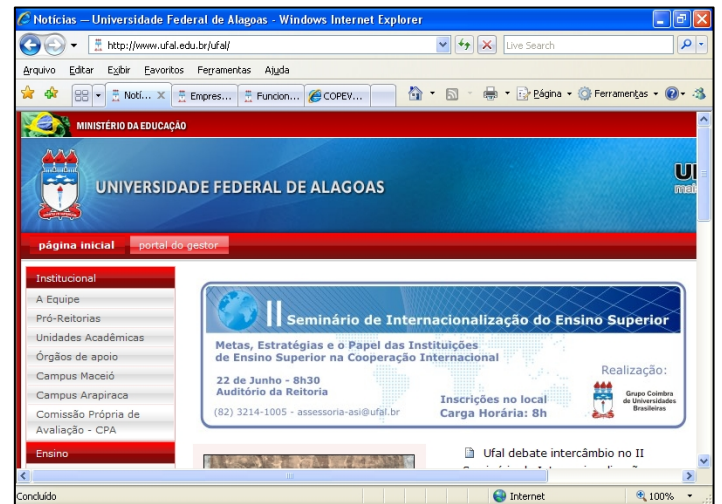 Notícias — Universidade Federal de Alagoas - Windows Internet Explorer
http://www.ufal.edu.br/ufal/
Live Search
Arquivo Editar Exibir Favoritos Ferramentas Ajuda
Notí... Empres... Funcion... COPEV... Página Ferramentas
MINISTÉRIO DA EDUCAÇÃO
UNIVERSIDADE FEDERAL DE ALAGOAS
página inicial portal do gestor
Institucional
A Equipe
Pró-Reitorias
Unidades Acadêmicas
Órgãos de apoio
Campus Maceió
Campus Arapiraca
Comissão Própria de
Avaliação - CPA
Ensino
II Seminário de Internacionalização do Ensino Superior
Metas, Estratégias e o Papel das Instituições
de Ensino Superior na Cooperação Internacional
22 de Junho - 8h30
Auditório da Reitoria
(82) 3214-1005 - assessoria-asi@ufal.br
Inscrições no local
Carga Horária: 8h
Realização:
Grupo Coimbra
de Universidades
Brasileiras
Ufal debate intercâmbio no II
Concluído Internet 100%